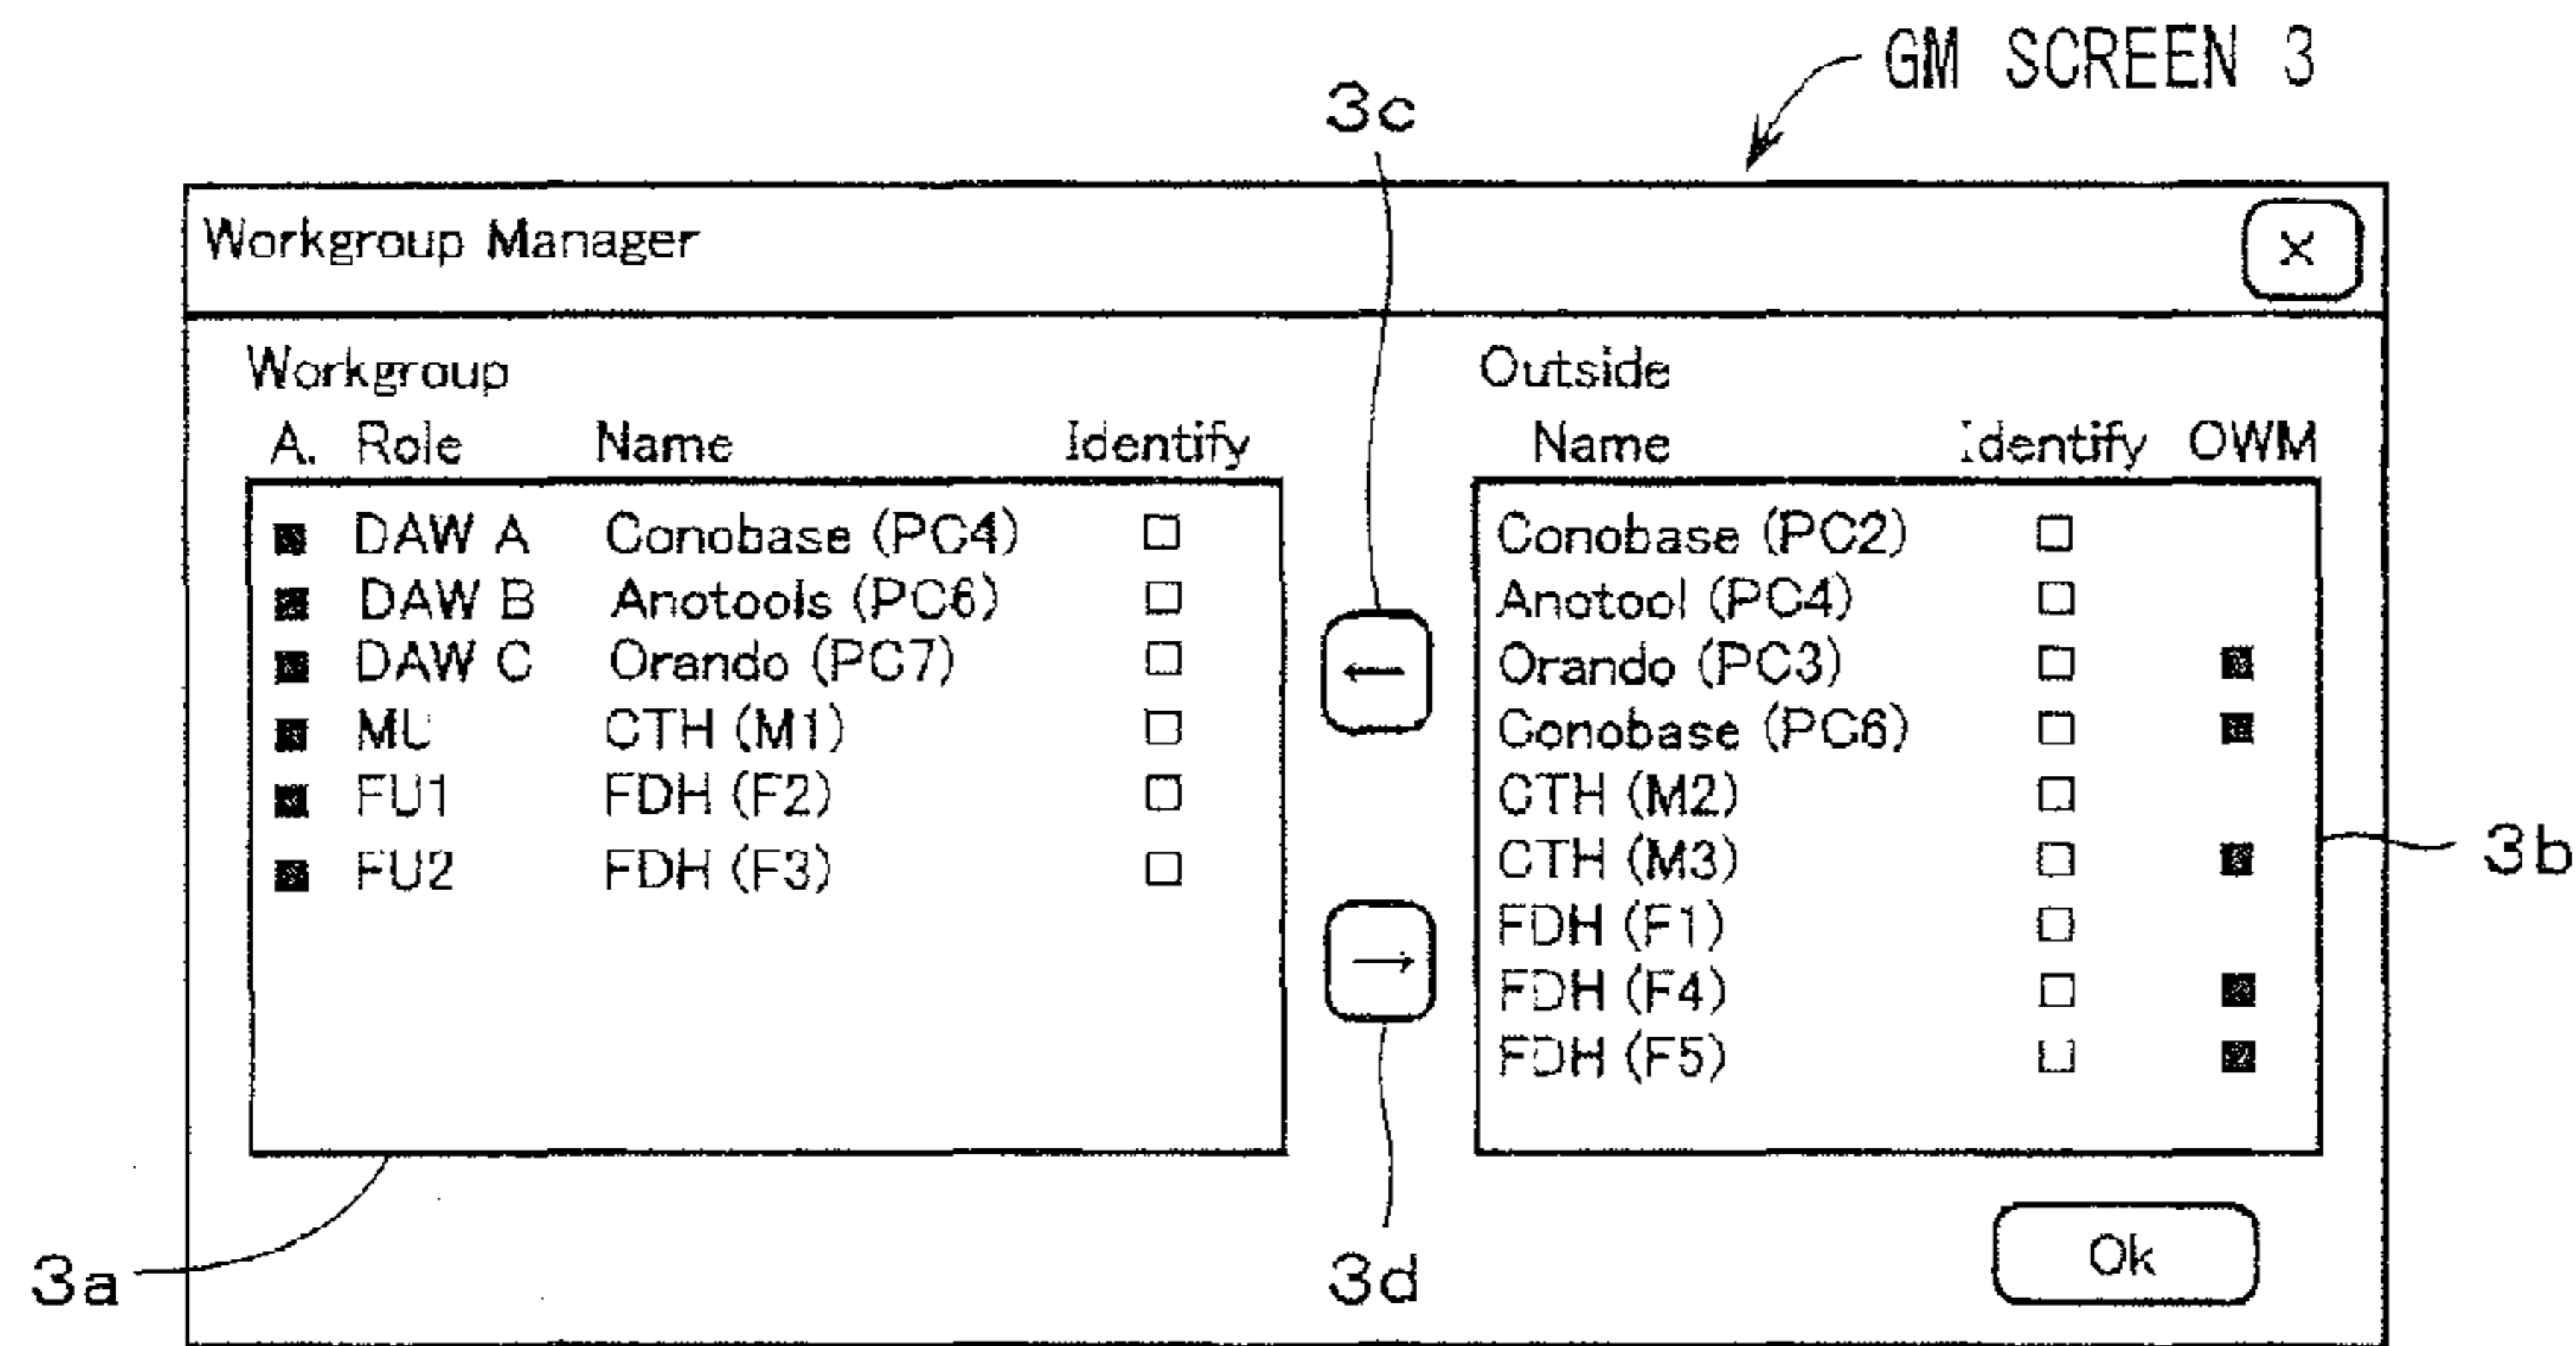 GM SCREEN 3
3c
Workgroup Manager ×
Workgroup Outside
A. Role Name Identify Name Identify OWM
DAW A Conobase (PC4) Conobase (PC2)
DAW B Anotools (PC6) Anotool (PC4)
DAW C Orando (PC7) ← Orando (PC3)
MU CTH (M1) Conobase (PC6)
FU1 FDH (F2) CTH (M2)
FU2 FDH (F3) CTH (M3) 3b
FDH (F1)
→ FDH (F4)
FDH (F5)
Ok
3a 3d